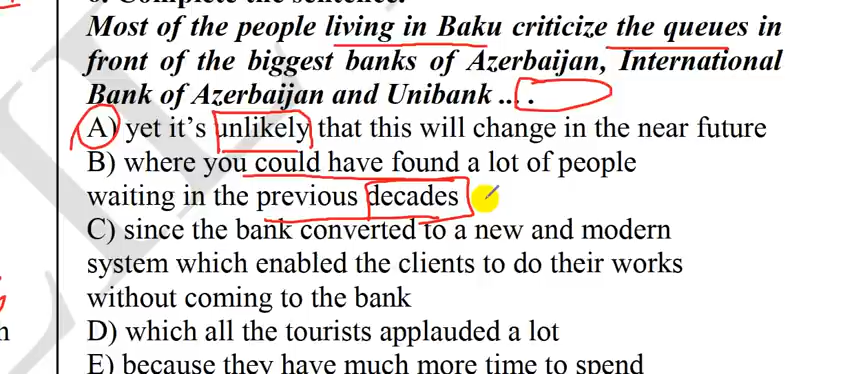 6. Complete the sentence.
Most of the people living in Baku criticize the queues in
front of the biggest banks of Azerbaijan, International
Bank of Azerbaijan and Unibank ... .
A) yet it's unlikely that this will change in the near future
B) where you could have found a lot of people
waiting in the previous decades
C) since the bank converted to a new and modern
system which enabled the clients to do their works
without coming to the bank
D) which all the tourists applauded a lot
E) because they have much more time to spend